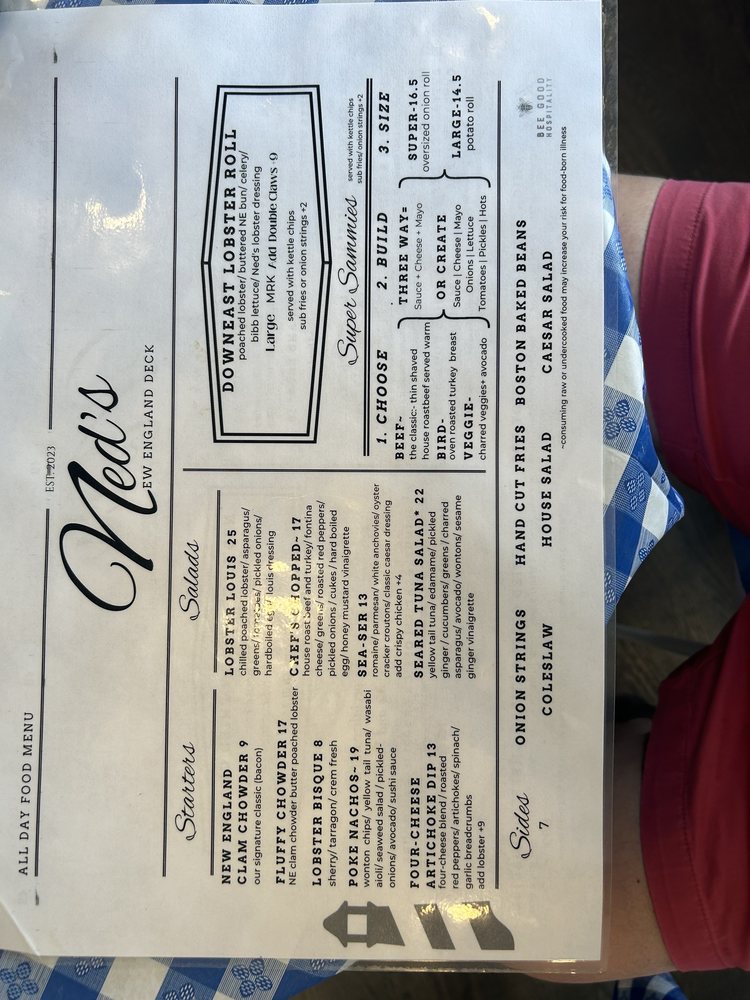 ALL DAY FOOD MENU
EST. 2023
Ned's
EW ENGLAND DECK
Starters
NEW ENGLAND
CLAM CHOWDER 9
our signature classic (bacon)
FLUFFY CHOWDER 17
NE clam chowder butter poached lobster
LOBSTER BISQUE 8
sherry/ tarragon/ crem fresh
POKE NACHOS~ 19
wonton chips/ yellow tail tuna/ wasabi
aioli/ seaweed salad / pickled-
onions/ avocado/ sushi sauce
FOUR-CHEESE
ARTICHOKE DIP 13
four-cheese blend / roasted
red peppers/ artichokes/ spinach/
garlic breadcrumbs
add lobster +9
Salads
LOBSTER LOUIS 25
chilled poached lobster/ asparagus/
greens/ tomatoes/ pickled onions/
hardboiled egg/ louis dressing
CHEF'S CHOPPED~ 17
house roast beef and turkey/ fontina
cheese/ greens/ roasted red peppers/
pickled onions / cukes / hard boiled
egg/ honey mustard vinaigrette
SEA-SER 13
romaine/ parmesan/ white anchovies/ oyster
cracker croutons/ classic caesar dressing
add crispy chicken +4
SEARED TUNA SALAD* 22
yellow tail tuna/ edamame/ pickled
ginger / cucumbers/ greens / charred
asparagus/ avocado/ wontons/ sesame
ginger vinaigrette
DOWNEAST LOBSTER ROLL
poached lobster/ buttered NE bun/ celery/
bibb lettuce/ Ned's lobster dressing
Large MRK Add Double Claws -9
served with kettle chips
sub fries or onion strings +2
Super Sammies
served with kettle chips
sub fries/ onion strings +2
1. CHOOSE
BEEF~
the classic:- thin shaved
house roastbeef served warm
BIRD-
oven roasted turkey breast
VEGGIE-
charred veggies+ avocado
2. BUILD
THREE WAY=
Sauce + Cheese + Mayo
OR CREATE
Sauce | Cheese | Mayo
Onions | Lettuce
Tomatoes | Pickles | Hots
3. SIZE
SUPER-16.5
oversized onion roll
LARGE-14.5
potato roll
Sides
7
ONION STRINGS HAND CUT FRIES BOSTON BAKED BEANS
COLESLAW HOUSE SALAD CAESAR SALAD
~consuming raw or undercooked food may increase your risk for food-born illness
BEE GOOD
HOSPITALITY